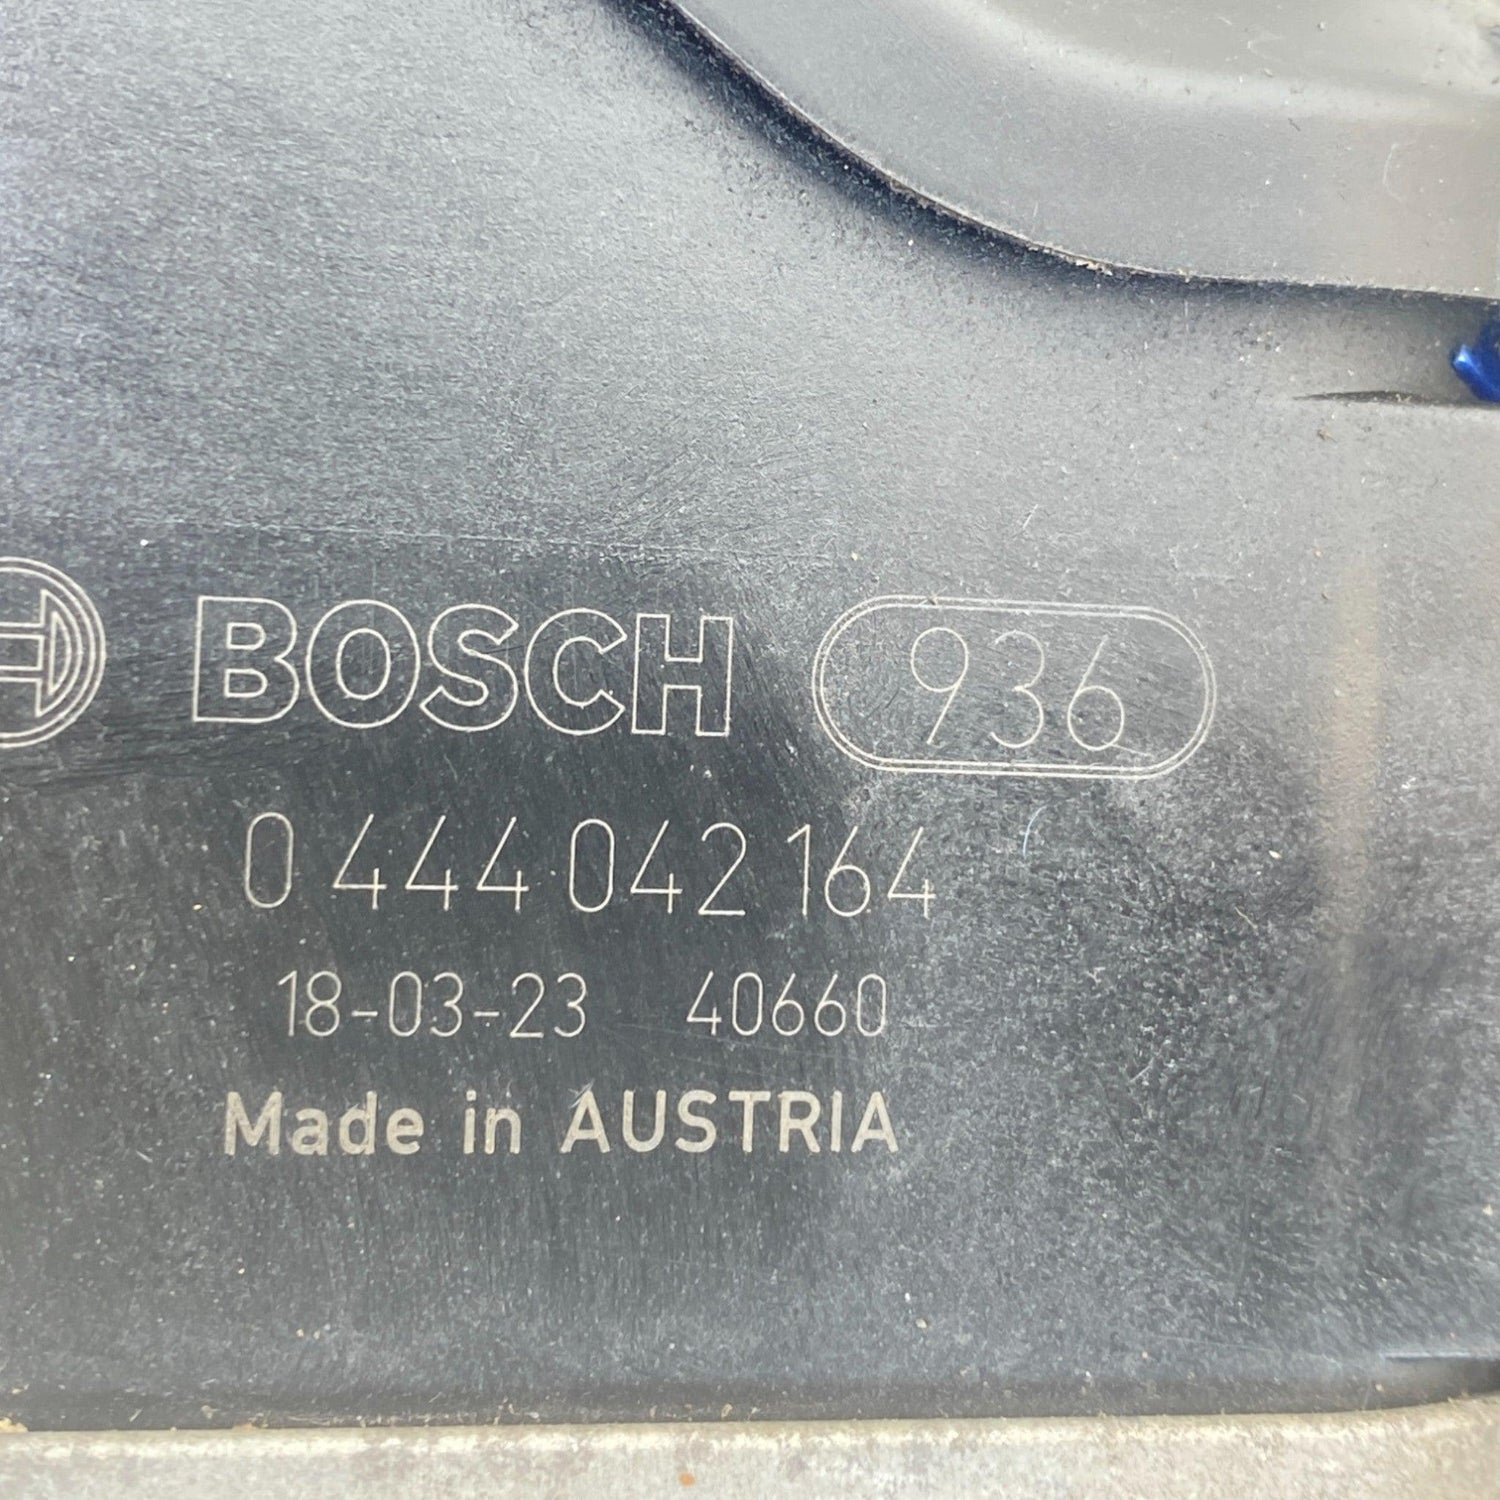 BOSCH 936
0 444 042 164
18-03-23 40660
Made in AUSTRIA